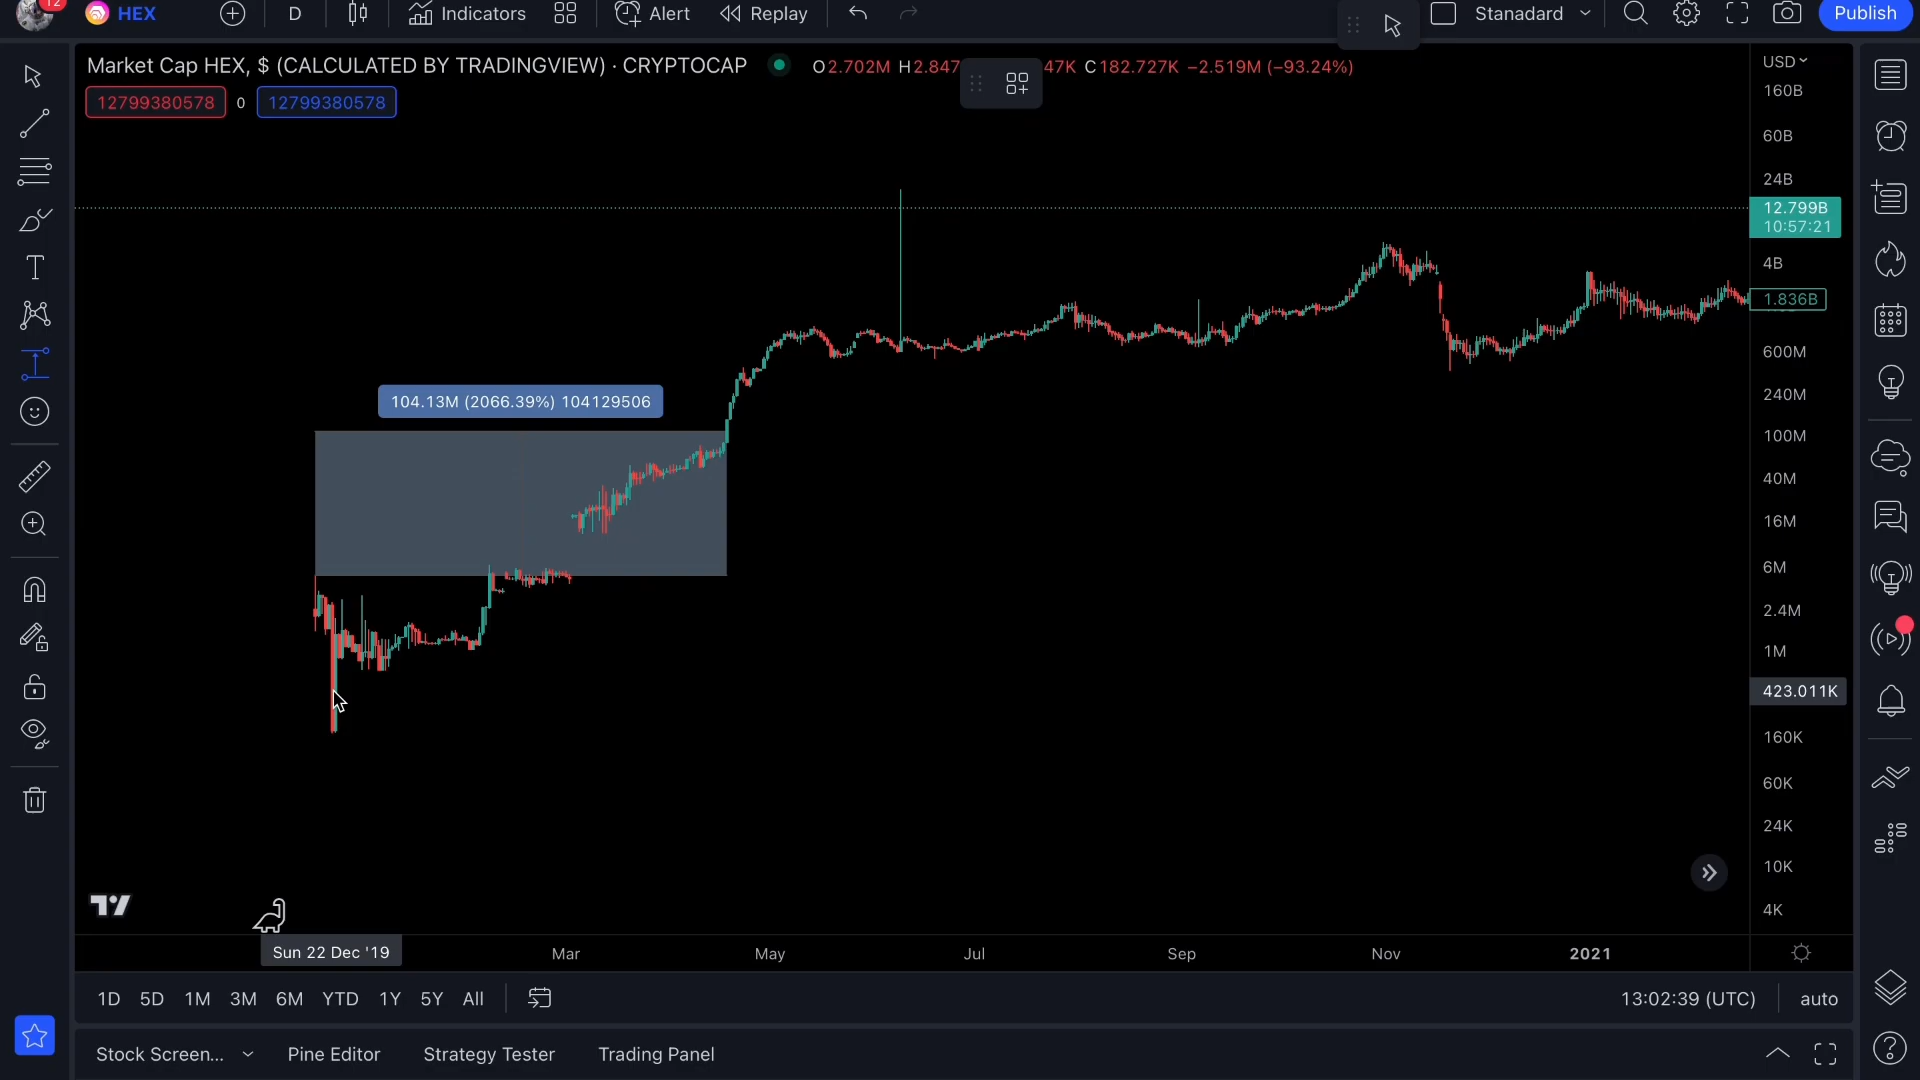 12
HEX
D
Indicators
Alert
Replay
Stanadard
Publish
Market Cap HEX, $ (CALCULATED BY TRADINGVIEW) · CRYPTOCAP
O2.702M H2.847 47K C182.727K −2.519M (−93.24%)
12799380578 0 12799380578
USD
160B
60B
24B
12.799B
10:57:21
4B
1.836B
600M
240M
104.13M (2066.39%) 104129506
100M
40M
16M
6M
2.4M
1M
423.011K
160K
60K
24K
10K
4K
Sun 22 Dec '19
Mar
May
Jul
Sep
Nov
2021
1D 5D 1M 3M 6M YTD 1Y 5Y All
13:02:39 (UTC)
auto
Stock Screen...
Pine Editor
Strategy Tester
Trading Panel